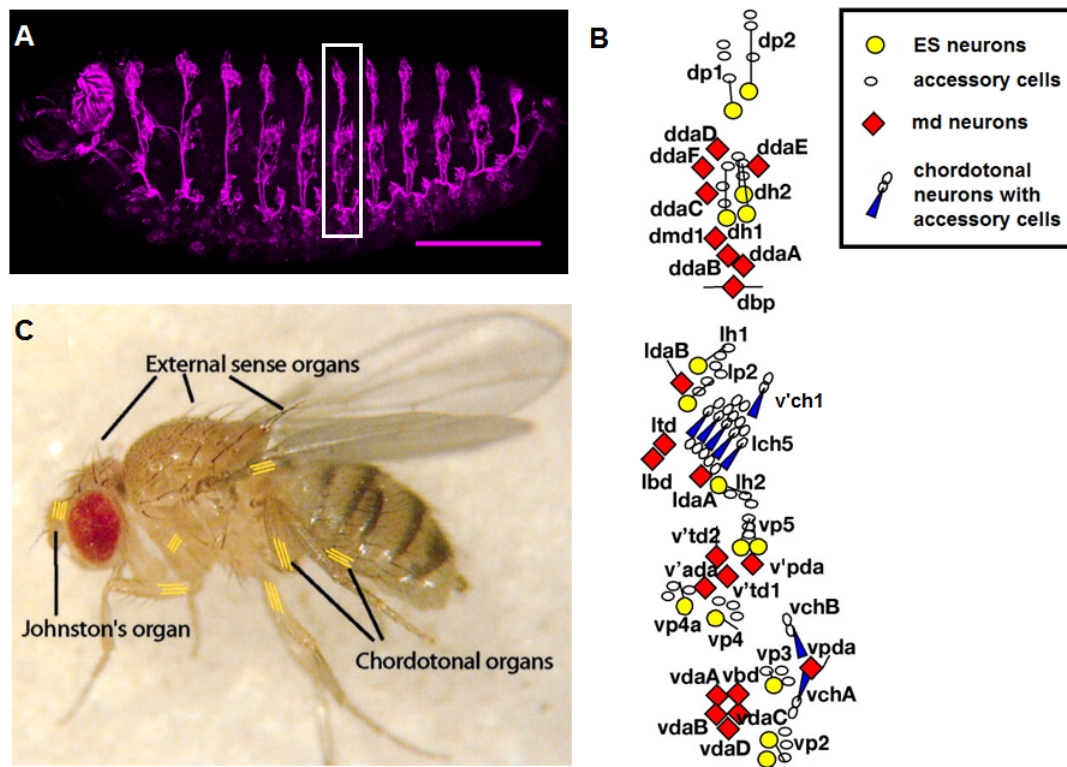 A
B
dp2
dp1
ddaD
ddaF
ddaE
dh2
ddaC
dh1
dmd1
ddaA
ddaB
dbp
lh1
ldaB
lp2
v'ch1
ltd
lch5
lbd
ldaA
lh2
vp5
v'td2
v'pda
v'ada
v'td1
vchB
vp4a
vp4
vp3
vpda
vdaA
vbd
vchA
vdaC
vdaB
vdaD
vp2
ES neurons
accessory cells
md neurons
chordotonal
neurons with
accessory cells
C
External sense organs
Johnston's organ
Chordotonal organs